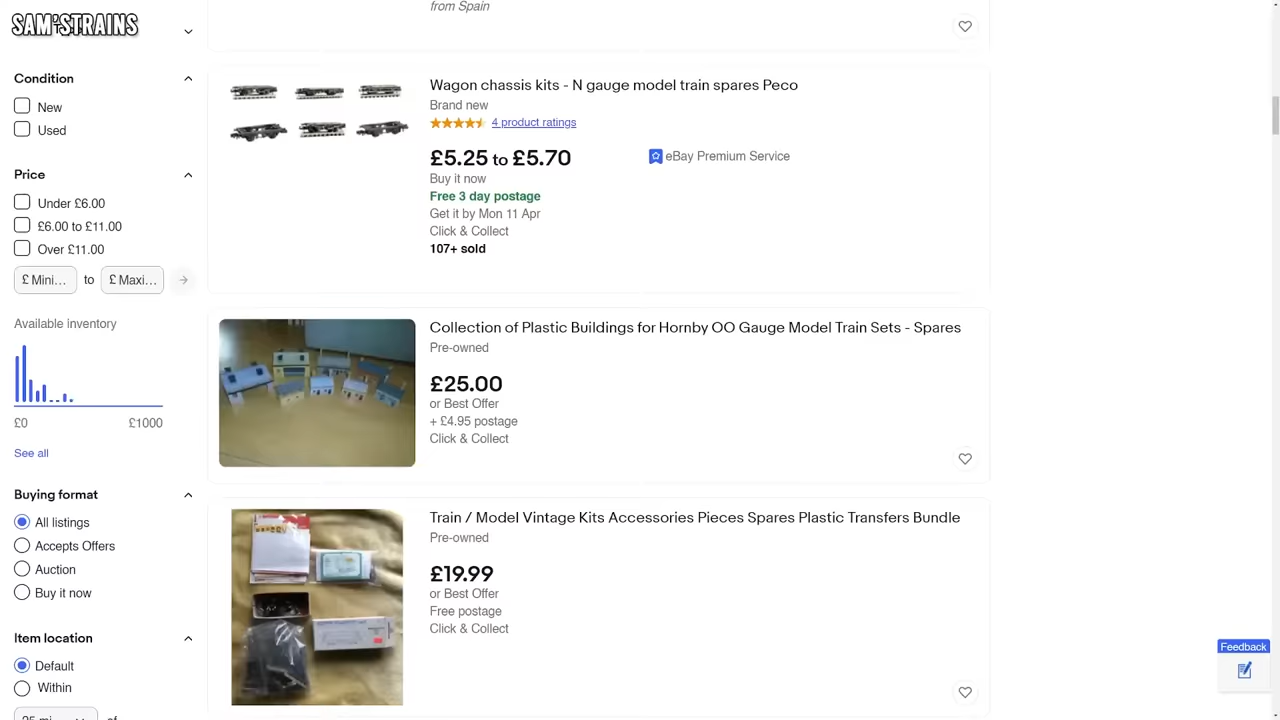 SAM'STRAINS
from Spain
Condition
New
Used
Price
Under £6.00
£6.00 to £11.00
Over £11.00
£ Mini...
to
£ Maxi...
Available inventory
£0
£1000
See all
Buying format
All listings
Accepts Offers
Auction
Buy it now
Item location
Default
Within
Wagon chassis kits - N gauge model train spares Peco
Brand new
4 product ratings
£5.25 to £5.70
eBay Premium Service
Buy it now
Free 3 day postage
Get it by Mon 11 Apr
Click & Collect
107+ sold
Collection of Plastic Buildings for Hornby OO Gauge Model Train Sets - Spares
Pre-owned
£25.00
or Best Offer
+ £4.95 postage
Click & Collect
Train / Model Vintage Kits Accessories Pieces Spares Plastic Transfers Bundle
Pre-owned
£19.99
or Best Offer
Free postage
Click & Collect
Feedback